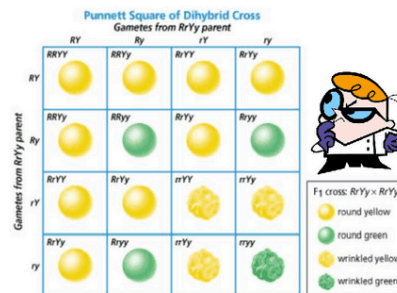 Punnett Square of Dihybrid Cross
Gametes from RrYy parent
RY Ry rY ry
Gametes from RrYy parent
RY
RRYY RRYy RrYY RrYy
Ry
RRYy RRyy RrYy Rryy
rY
RrYY RrYy rrYY rrYy
ry
RrYy Rryy rrYy rryy
F1 cross: RrYy × RrYy
round yellow
round green
wrinkled yellow
wrinkled green